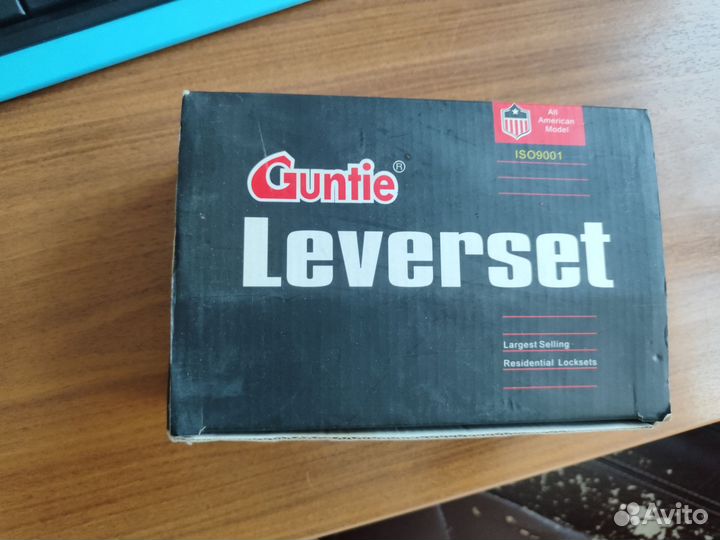 All
American
Model
ISO9001
Guntie®
Leverset
Largest Selling
Residential Locksets
Avito